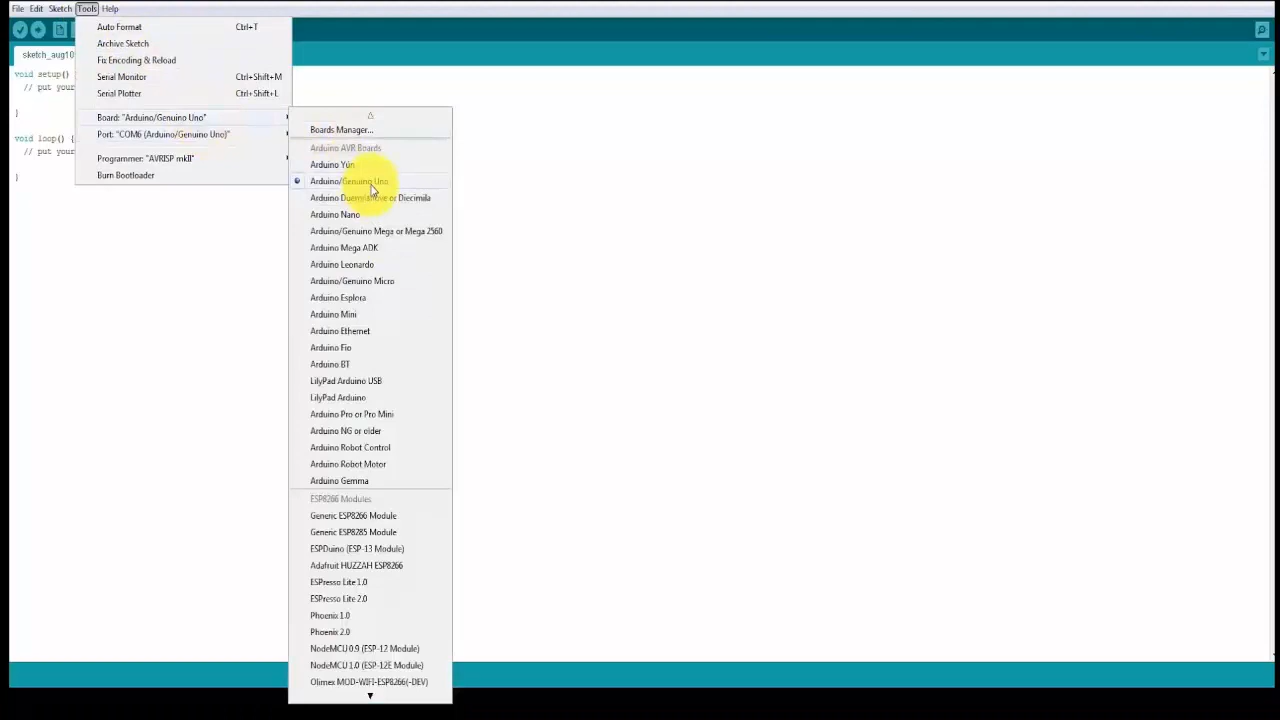 File Edit Sketch Tools Help
Auto Format Ctrl+T
sketch_aug10
Archive Sketch
Fix Encoding & Reload
void setup()
Serial Monitor Ctrl+Shift+M
// put your
Serial Plotter Ctrl+Shift+L
}
Board: "Arduino/Genuino Uno"
Port: "COM6 (Arduino/Genuino Uno)"
void loop() {
// put your
Programmer: "AVRISP mkII"
}
Burn Bootloader
Boards Manager...
Arduino AVR Boards
Arduino Yún
Arduino/Genuino Uno
Arduino Duemilanove or Diecimila
Arduino Nano
Arduino/Genuino Mega or Mega 2560
Arduino Mega ADK
Arduino Leonardo
Arduino/Genuino Micro
Arduino Esplora
Arduino Mini
Arduino Ethernet
Arduino Fio
Arduino BT
LilyPad Arduino USB
LilyPad Arduino
Arduino Pro or Pro Mini
Arduino NG or older
Arduino Robot Control
Arduino Robot Motor
Arduino Gemma
ESP8266 Modules
Generic ESP8266 Module
Generic ESP8285 Module
ESPDuino (ESP-13 Module)
Adafruit HUZZAH ESP8266
ESPresso Lite 1.0
ESPresso Lite 2.0
Phoenix 1.0
Phoenix 2.0
NodeMCU 0.9 (ESP-12 Module)
NodeMCU 1.0 (ESP-12E Module)
Olimex MOD-WIFI-ESP8266(-DEV)